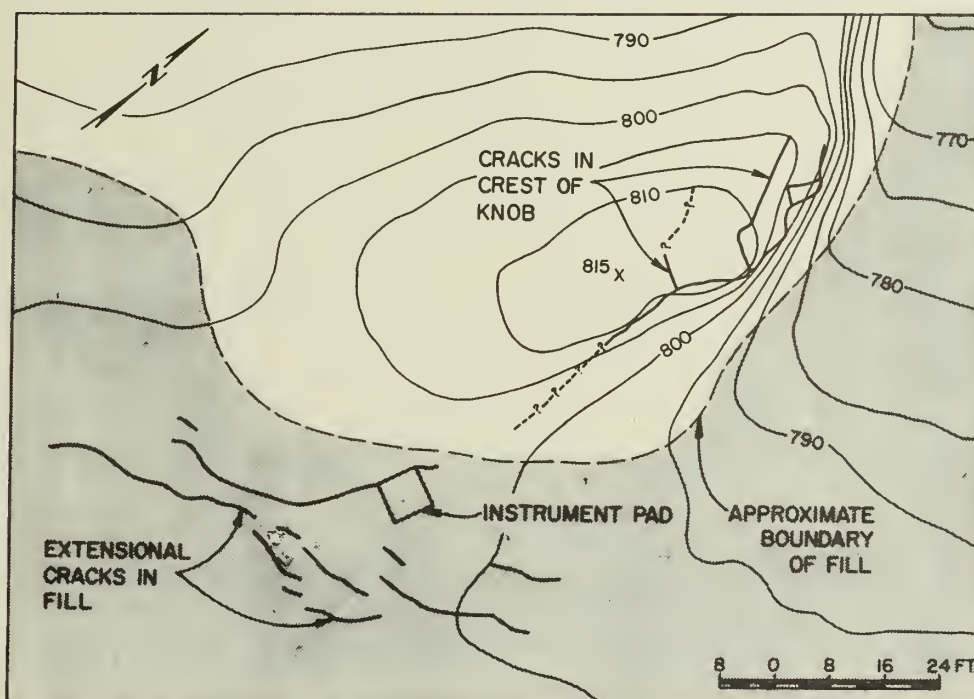 790
N
800
770
CRACKS IN
CREST OF
KNOB
810
815 X
780
800
790
INSTRUMENT PAD
APPROXIMATE
BOUNDARY
OF FILL
EXTENSIONAL
CRACKS IN
FILL
8 0 8 16 24 FT